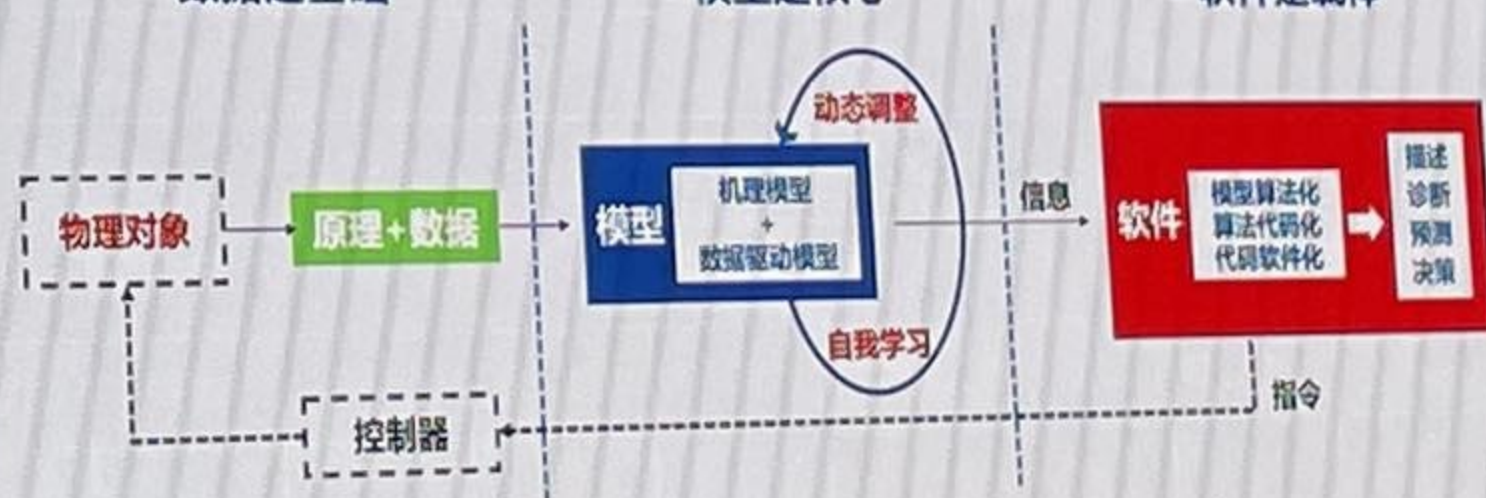 动态调整
物理对象
原理+数据
模型
机理模型
+
数据驱动模型
自我学习
信息
软件
模型算法化
算法代码化
代码软件化
描述
诊断
预测
决策
指令
控制器